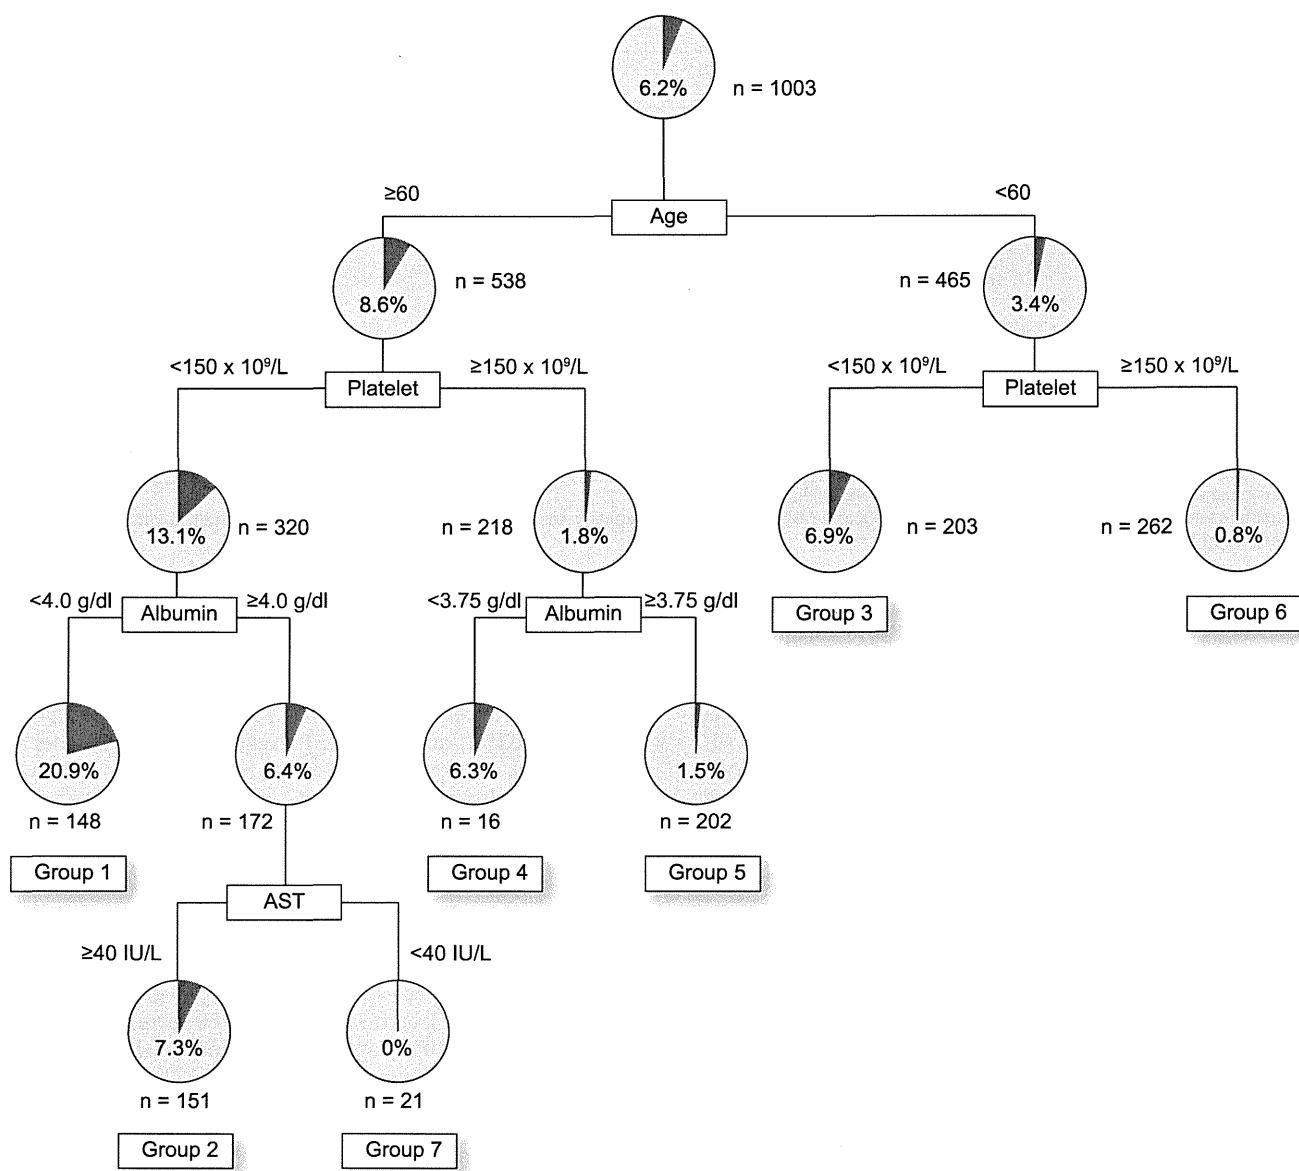 6.2%
n = 1003
≥60
<60
Age
8.6%
n = 538
n = 465
3.4%
<150 x 10⁹/L
≥150 x 10⁹/L
<150 x 10⁹/L
≥150 x 10⁹/L
Platelet
Platelet
13.1%
n = 320
n = 218
1.8%
6.9%
n = 203
n = 262
0.8%
<4.0 g/dl
≥4.0 g/dl
<3.75 g/dl
≥3.75 g/dl
Albumin
Albumin
Group 3
Group 6
20.9%
6.4%
6.3%
1.5%
n = 148
n = 172
n = 16
n = 202
Group 1
Group 4
Group 5
AST
≥40 IU/L
<40 IU/L
7.3%
0%
n = 151
n = 21
Group 2
Group 7